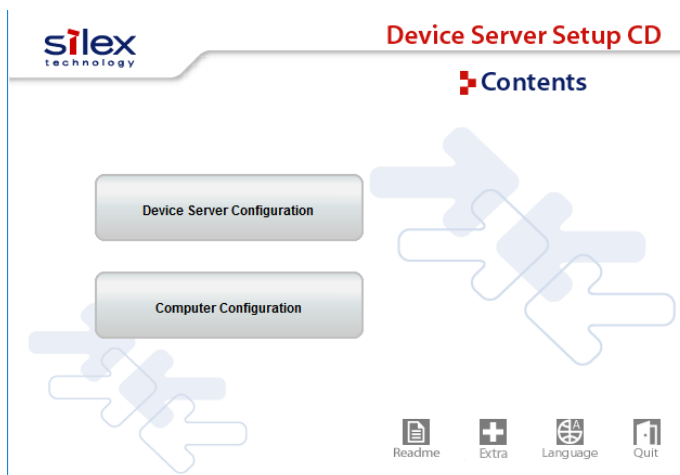 silex
technology
Device Server Setup CD
Contents
Device Server Configuration
Computer Configuration
Readme
Extra
A
Language
Quit